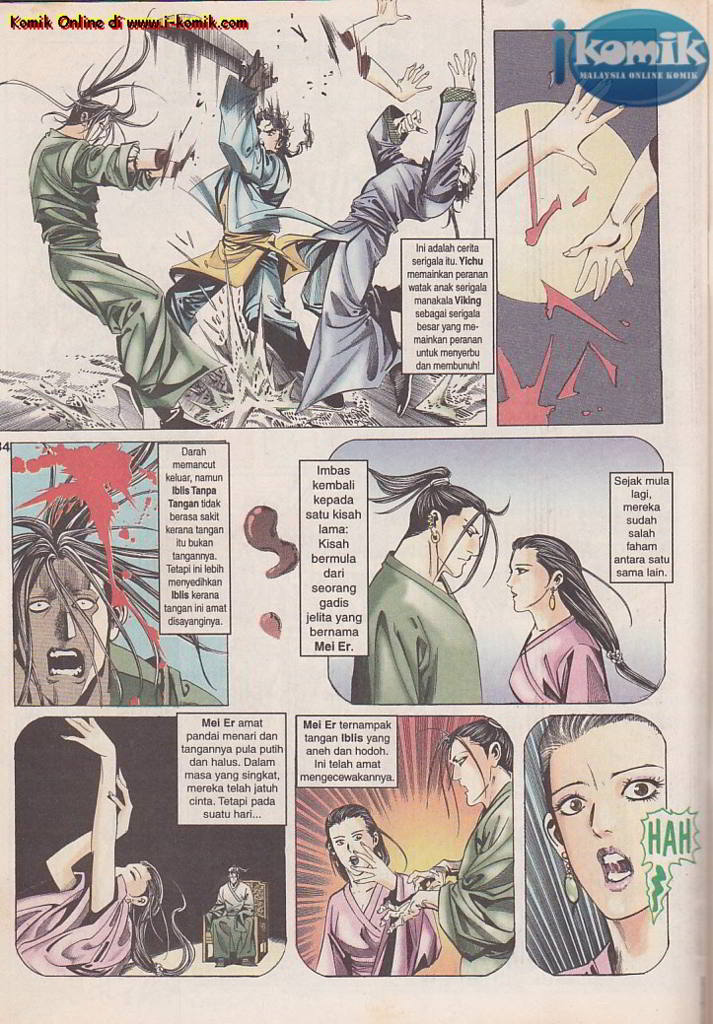 Komik Online di www.i-komik.com
ikomik
MALAYSIA ONLINE KOMIK
Ini adalah cerita
serigala itu. Yichu
memainkan peranan
watak anak serigala
manakala Viking
sebagai serigala
besar yang me-
mainkan peranan
untuk menyerbu
dan membunuh!
34
Darah
memancut
keluar, namun
Iblis Tanpa
Tangan tidak
berasa sakit
kerana tangan
itu bukan
tangannya.
Tetapi ini lebih
menyedihkan
Iblis kerana
tangan ini amat
disayanginya.
Imbas
kembali
kepada
satu kisah
lama:
Kisah
bermula
dari
seorang
gadis
jelita yang
bernama
Mei Er.
Sejak mula
lagi,
mereka
sudah
salah
faham
antara satu
sama lain.
Mei Er amat
pandai menari dan
tangannya pula putih
dan halus. Dalam
masa yang singkat,
mereka telah jatuh
cinta. Tetapi pada
suatu hari...
Mei Er ternampak
tangan Iblis yang
aneh dan hodoh.
Ini telah amat
mengecewakannya.
HAH
!